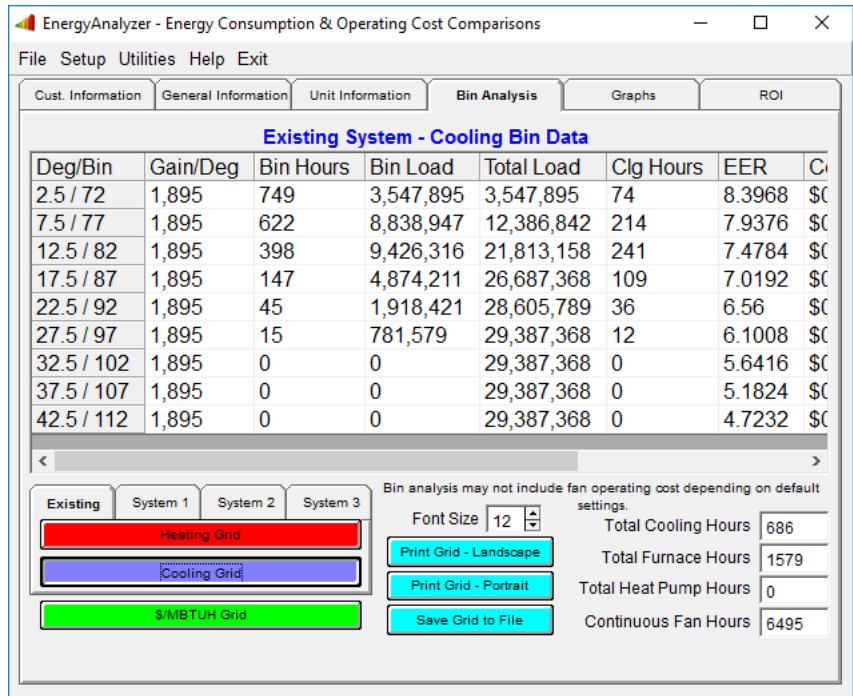 EnergyAnalyzer - Energy Consumption & Operating Cost Comparisons
File Setup Utilities Help Exit
Cust. Information General Information Unit Information Bin Analysis Graphs ROI
Existing System - Cooling Bin Data
Deg/Bin Gain/Deg Bin Hours Bin Load Total Load Clg Hours EER
2.5 / 72 1,895 749 3,547,895 3,547,895 74 8.3968 $0
7.5 / 77 1,895 622 8,838,947 12,386,842 214 7.9376 $0
12.5 / 82 1,895 398 9,426,316 21,813,158 241 7.4784 $0
17.5 / 87 1,895 147 4,874,211 26,687,368 109 7.0192 $0
22.5 / 92 1,895 45 1,918,421 28,605,789 36 6.56 $0
27.5 / 97 1,895 15 781,579 29,387,368 12 6.1008 $0
32.5 / 102 1,895 0 0 29,387,368 0 5.6416 $0
37.5 / 107 1,895 0 0 29,387,368 0 5.1824 $0
42.5 / 112 1,895 0 0 29,387,368 0 4.7232 $0
Existing System 1 System 2 System 3
Heating Grid
Cooling Grid
$/MBTUH Grid
Bin analysis may not include fan operating cost depending on default
settings.
Font Size 12
Print Grid - Landscape
Print Grid - Portrait
Save Grid to File
Total Cooling Hours 686
Total Furnace Hours 1579
Total Heat Pump Hours 0
Continuous Fan Hours 6495